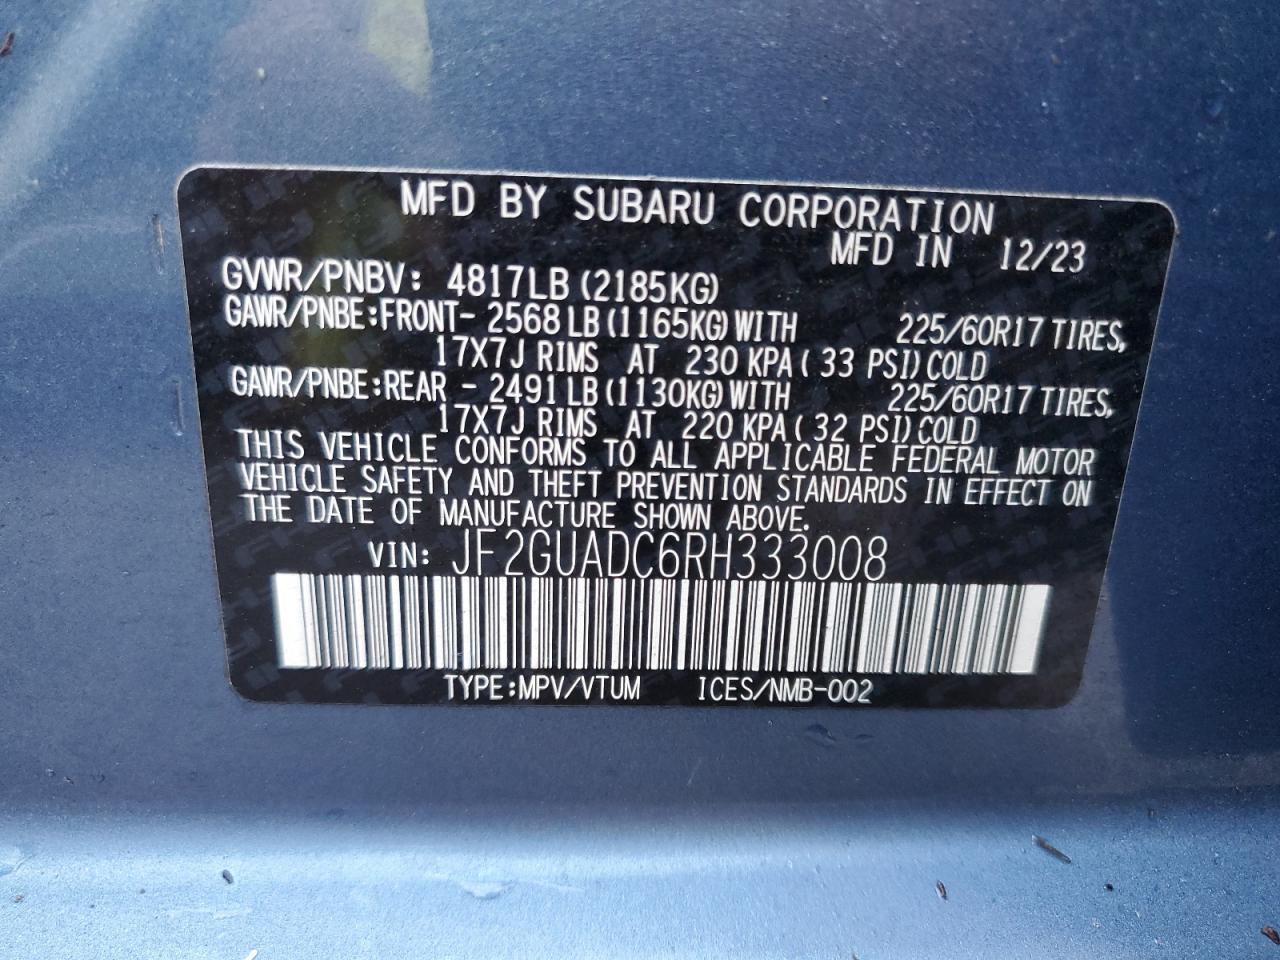 MFD BY SUBARU CORPORATION
MFD IN 12/23
GVWR/PNBV: 4817LB (2185KG)
GAWR/PNBE:FRONT- 2568 LB (1165KG) WITH 225/60R17 TIRES,
17X7J RIMS AT 230 KPA ( 33 PSI) COLD
GAWR/PNBE:REAR - 2491 LB (1130KG) WITH 225/60R17 TIRES,
17X7J RIMS AT 220 KPA ( 32 PSI) COLD
THIS VEHICLE CONFORMS TO ALL APPLICABLE FEDERAL MOTOR
VEHICLE SAFETY AND THEFT PREVENTION STANDARDS IN EFFECT ON
THE DATE OF MANUFACTURE SHOWN ABOVE.
VIN: JF2GUADC6RH333008
TYPE:MPV/VTUM ICES/NMB-002